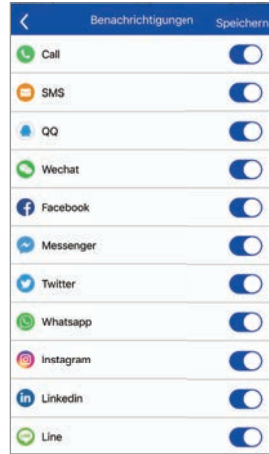 Benachrichtigungen Speichern
Call
SMS
QQ
Wechat
Facebook
Messenger
Twitter
Whatsapp
Instagram
Linkedin
Line